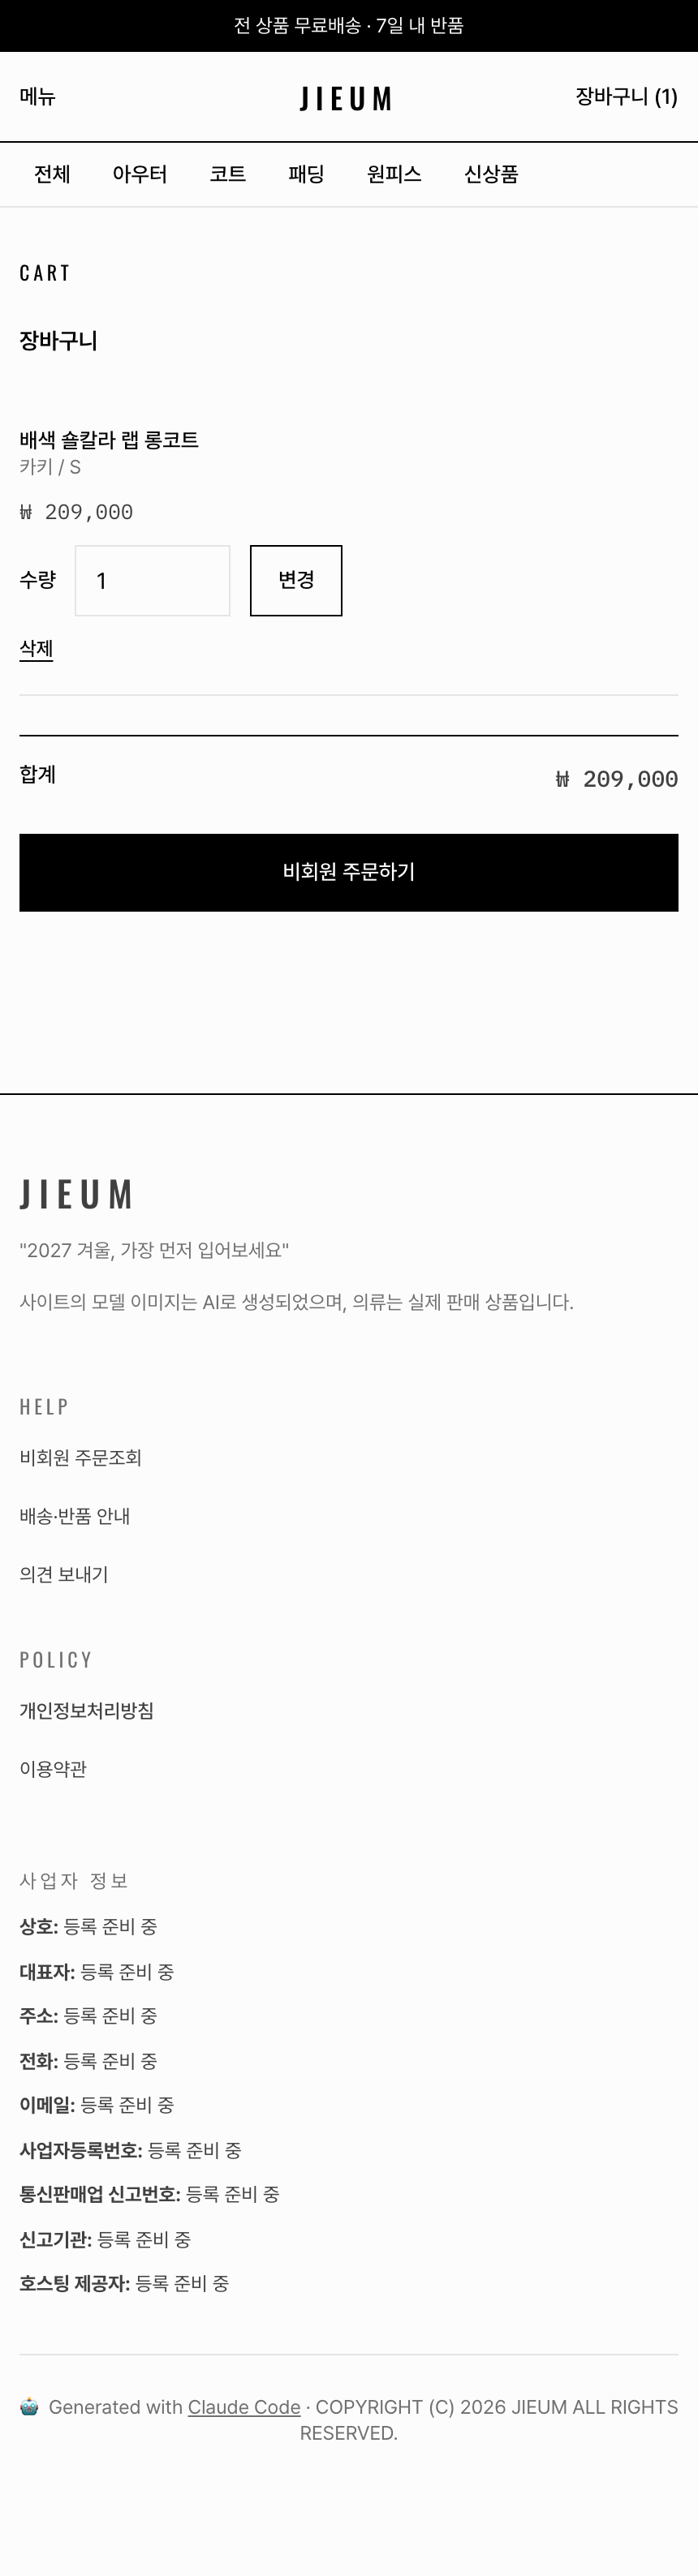 전 상품 무료배송 · 7일 내 반품
메뉴
JIEUM
장바구니 (1)
전체 아우터 코트 패딩 원피스 신상품
CART
장바구니
배색 숄칼라 랩 롱코트
카키 / S
₩ 209,000
수량 1 변경
삭제
합계 ₩ 209,000
비회원 주문하기
JIEUM
"2027 겨울, 가장 먼저 입어보세요"
사이트의 모델 이미지는 AI로 생성되었으며, 의류는 실제 판매 상품입니다.
HELP
비회원 주문조회
배송·반품 안내
의견 보내기
POLICY
개인정보처리방침
이용약관
사업자 정보
상호: 등록 준비 중
대표자: 등록 준비 중
주소: 등록 준비 중
전화: 등록 준비 중
이메일: 등록 준비 중
사업자등록번호: 등록 준비 중
통신판매업 신고번호: 등록 준비 중
신고기관: 등록 준비 중
호스팅 제공자: 등록 준비 중
🤖 Generated with Claude Code · COPYRIGHT (C) 2026 JIEUM ALL RIGHTS
RESERVED.